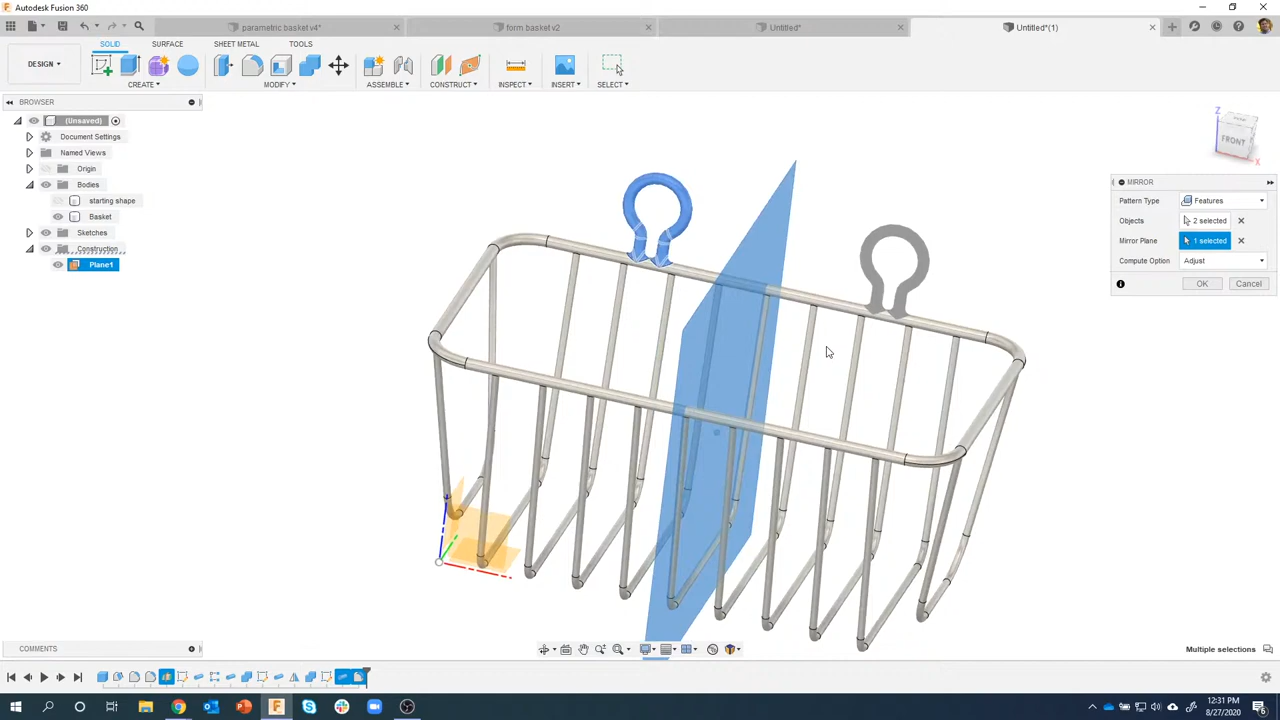 Autodesk Fusion 360
parametric basket v4*
form basket v2
Untitled*
Untitled*(1)
SOLID
SURFACE
SHEET METAL
TOOLS
DESIGN
CREATE
MODIFY
ASSEMBLE
CONSTRUCT
INSPECT
INSERT
SELECT
BROWSER
(Unsaved)
Document Settings
Named Views
Origin
Bodies
starting shape
Basket
Sketches
Construction
Plane1
Z
FRONT
X
MIRROR
Pattern Type
Features
Objects
2 selected
Mirror Plane
1 selected
Compute Option
Adjust
OK
Cancel
COMMENTS
Multiple selections
12:31 PM
8/27/2020
6